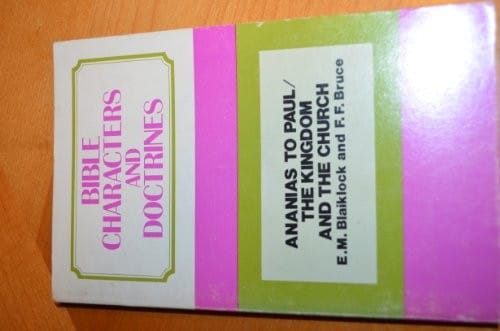 BIBLE
CHARACTERS
AND
DOCTRINES
ANANIAS TO PAUL/
THE KINGDOM
AND THE CHURCH
E.M. Blaiklock and F.F. Bruce